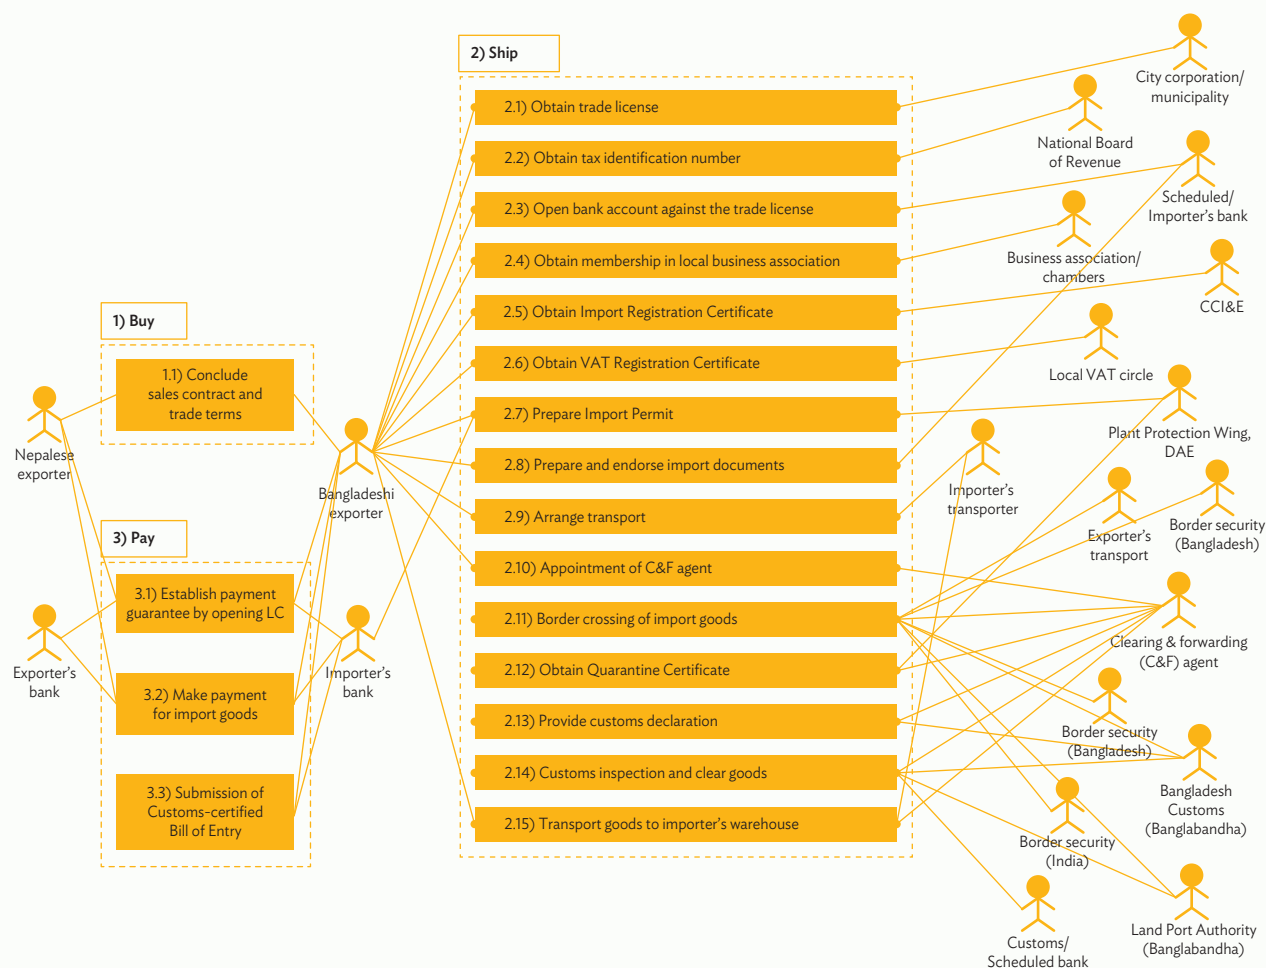 2) Ship
2.1) Obtain trade license
2.2) Obtain tax identification number
2.3) Open bank account against the trade license
2.4) Obtain membership in local business association
2.5) Obtain Import Registration Certificate
2.6) Obtain VAT Registration Certificate
2.7) Prepare Import Permit
2.8) Prepare and endorse import documents
2.9) Arrange transport
2.10) Appointment of C&F agent
2.11) Border crossing of import goods
2.12) Obtain Quarantine Certificate
2.13) Provide customs declaration
2.14) Customs inspection and clear goods
2.15) Transport goods to importer's warehouse
1) Buy
1.1) Conclude
sales contract and
trade terms
Nepalese
exporter
Bangladeshi
exporter
3) Pay
3.1) Establish payment
guarantee by opening LC
3.2) Make payment
for import goods
3.3) Submission of
Customs-certified
Bill of Entry
Exporter's
bank
Importer's
bank
City corporation/
municipality
National Board
of Revenue
Scheduled/
Importer's bank
Business association/
chambers
CCI&E
Local VAT circle
Plant Protection Wing,
DAE
Importer's
transporter
Exporter's
transport
Border security
(Bangladesh)
Clearing & forwarding
(C&F) agent
Border security
(Bangladesh)
Bangladesh
Customs
(Banglabandha)
Border security
(India)
Land Port Authority
(Banglabandha)
Customs/
Scheduled bank